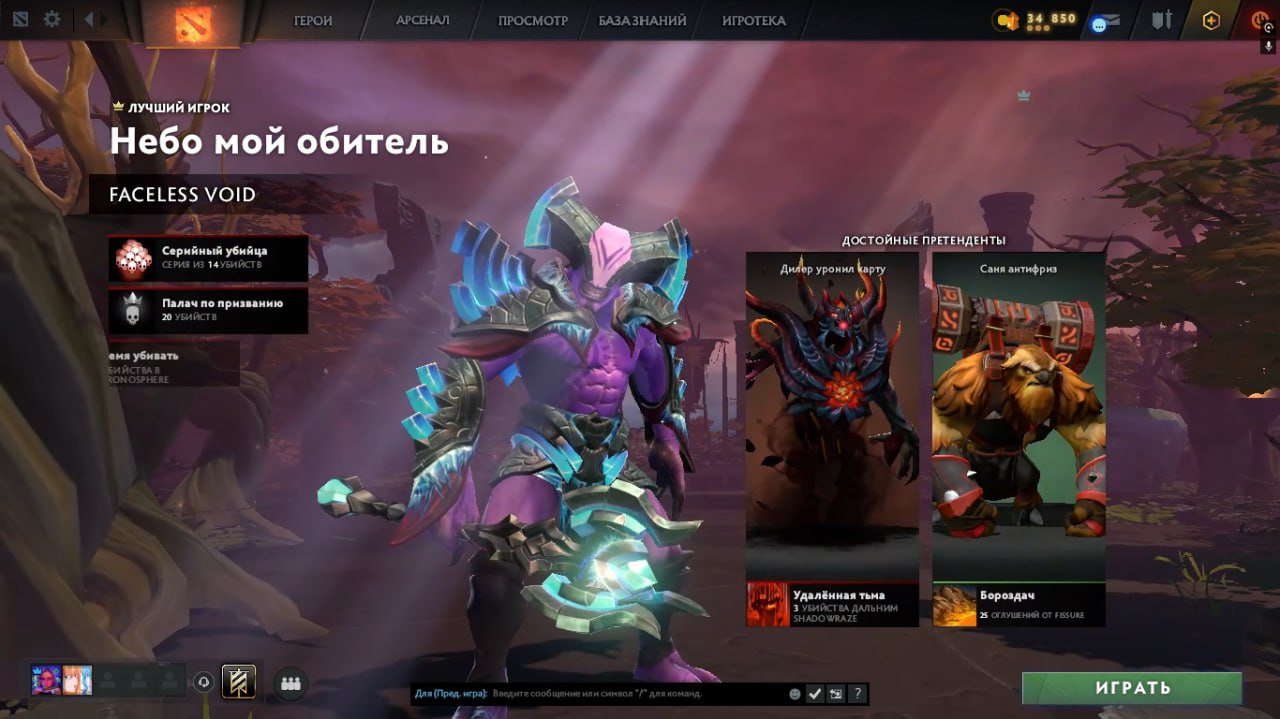 ГЕРОИ
АРСЕНАЛ
ПРОСМОТР
БАЗА ЗНАНИЙ
ИГРОТЕКА
34 850
ЛУЧШИЙ ИГРОК
Небо мой обитель
FACELESS VOID
Серийный убийца
СЕРИЯ ИЗ 14 УБИЙСТВ
Палач по призванию
20 УБИЙСТВ
емя убивать
БИЙСТВА В
RONOSPHERE
ДОСТОЙНЫЕ ПРЕТЕНДЕНТЫ
Дилер уронил карту
Саня антифриз
Удалённая тьма
3 УБИЙСТВА ДАЛЬНИМ
SHADOWRAZE
Бороздач
25 ОГЛУШЕНИЙ ОТ FISSURE
Для (Пред. игра): Введите сообщение или символ "/" для команд.
?
ИГРАТЬ